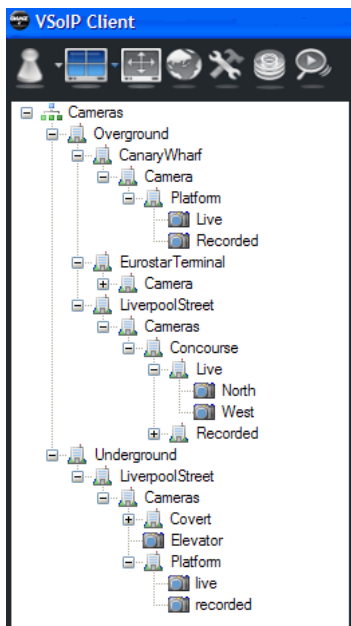 VSoIP Client
Cameras
Overground
CanaryWharf
Camera
Platform
Live
Recorded
EurostarTerminal
Camera
LiverpoolStreet
Cameras
Concourse
Live
North
West
Recorded
Underground
LiverpoolStreet
Cameras
Covert
Elevator
Platform
live
recorded